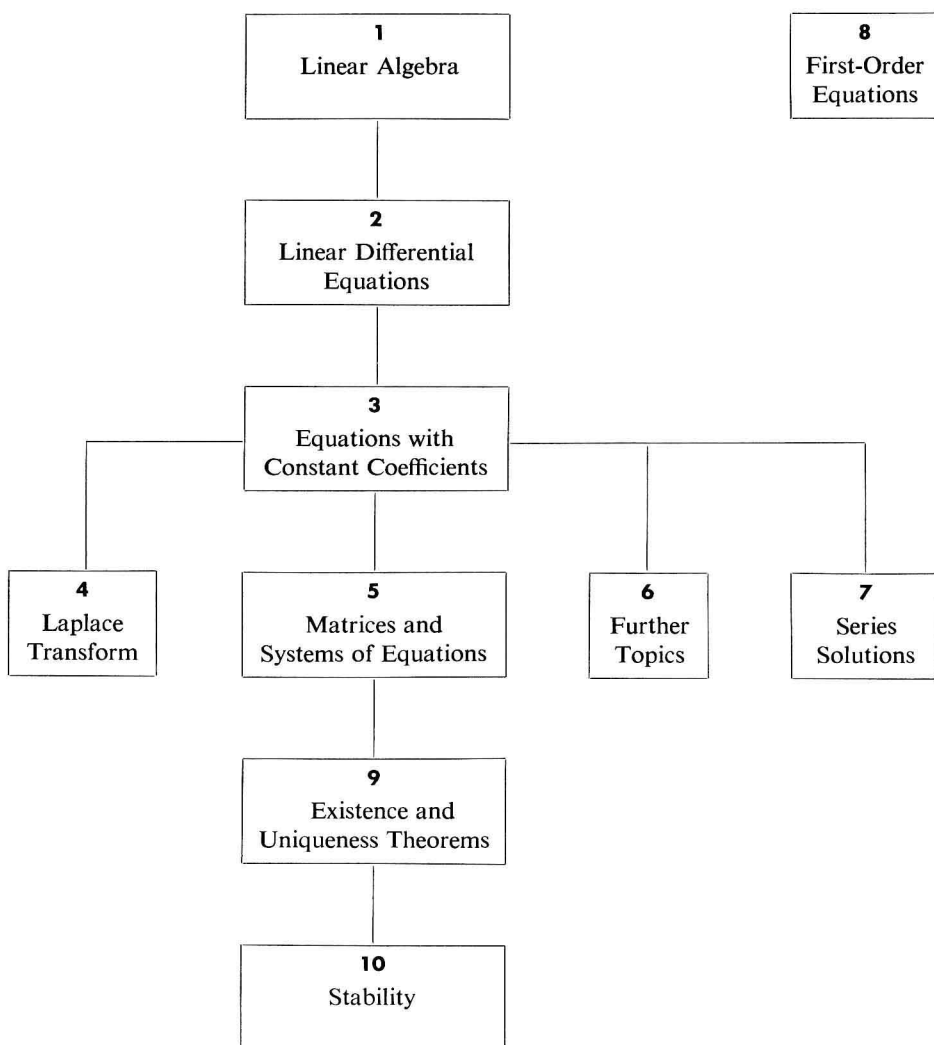 1
Linear Algebra
8
First-Order
Equations
2
Linear Differential
Equations
3
Equations with
Constant Coefficients
4
Laplace
Transform
5
Matrices and
Systems of Equations
6
Further
Topics
7
Series
Solutions
9
Existence and
Uniqueness Theorems
10
Stability